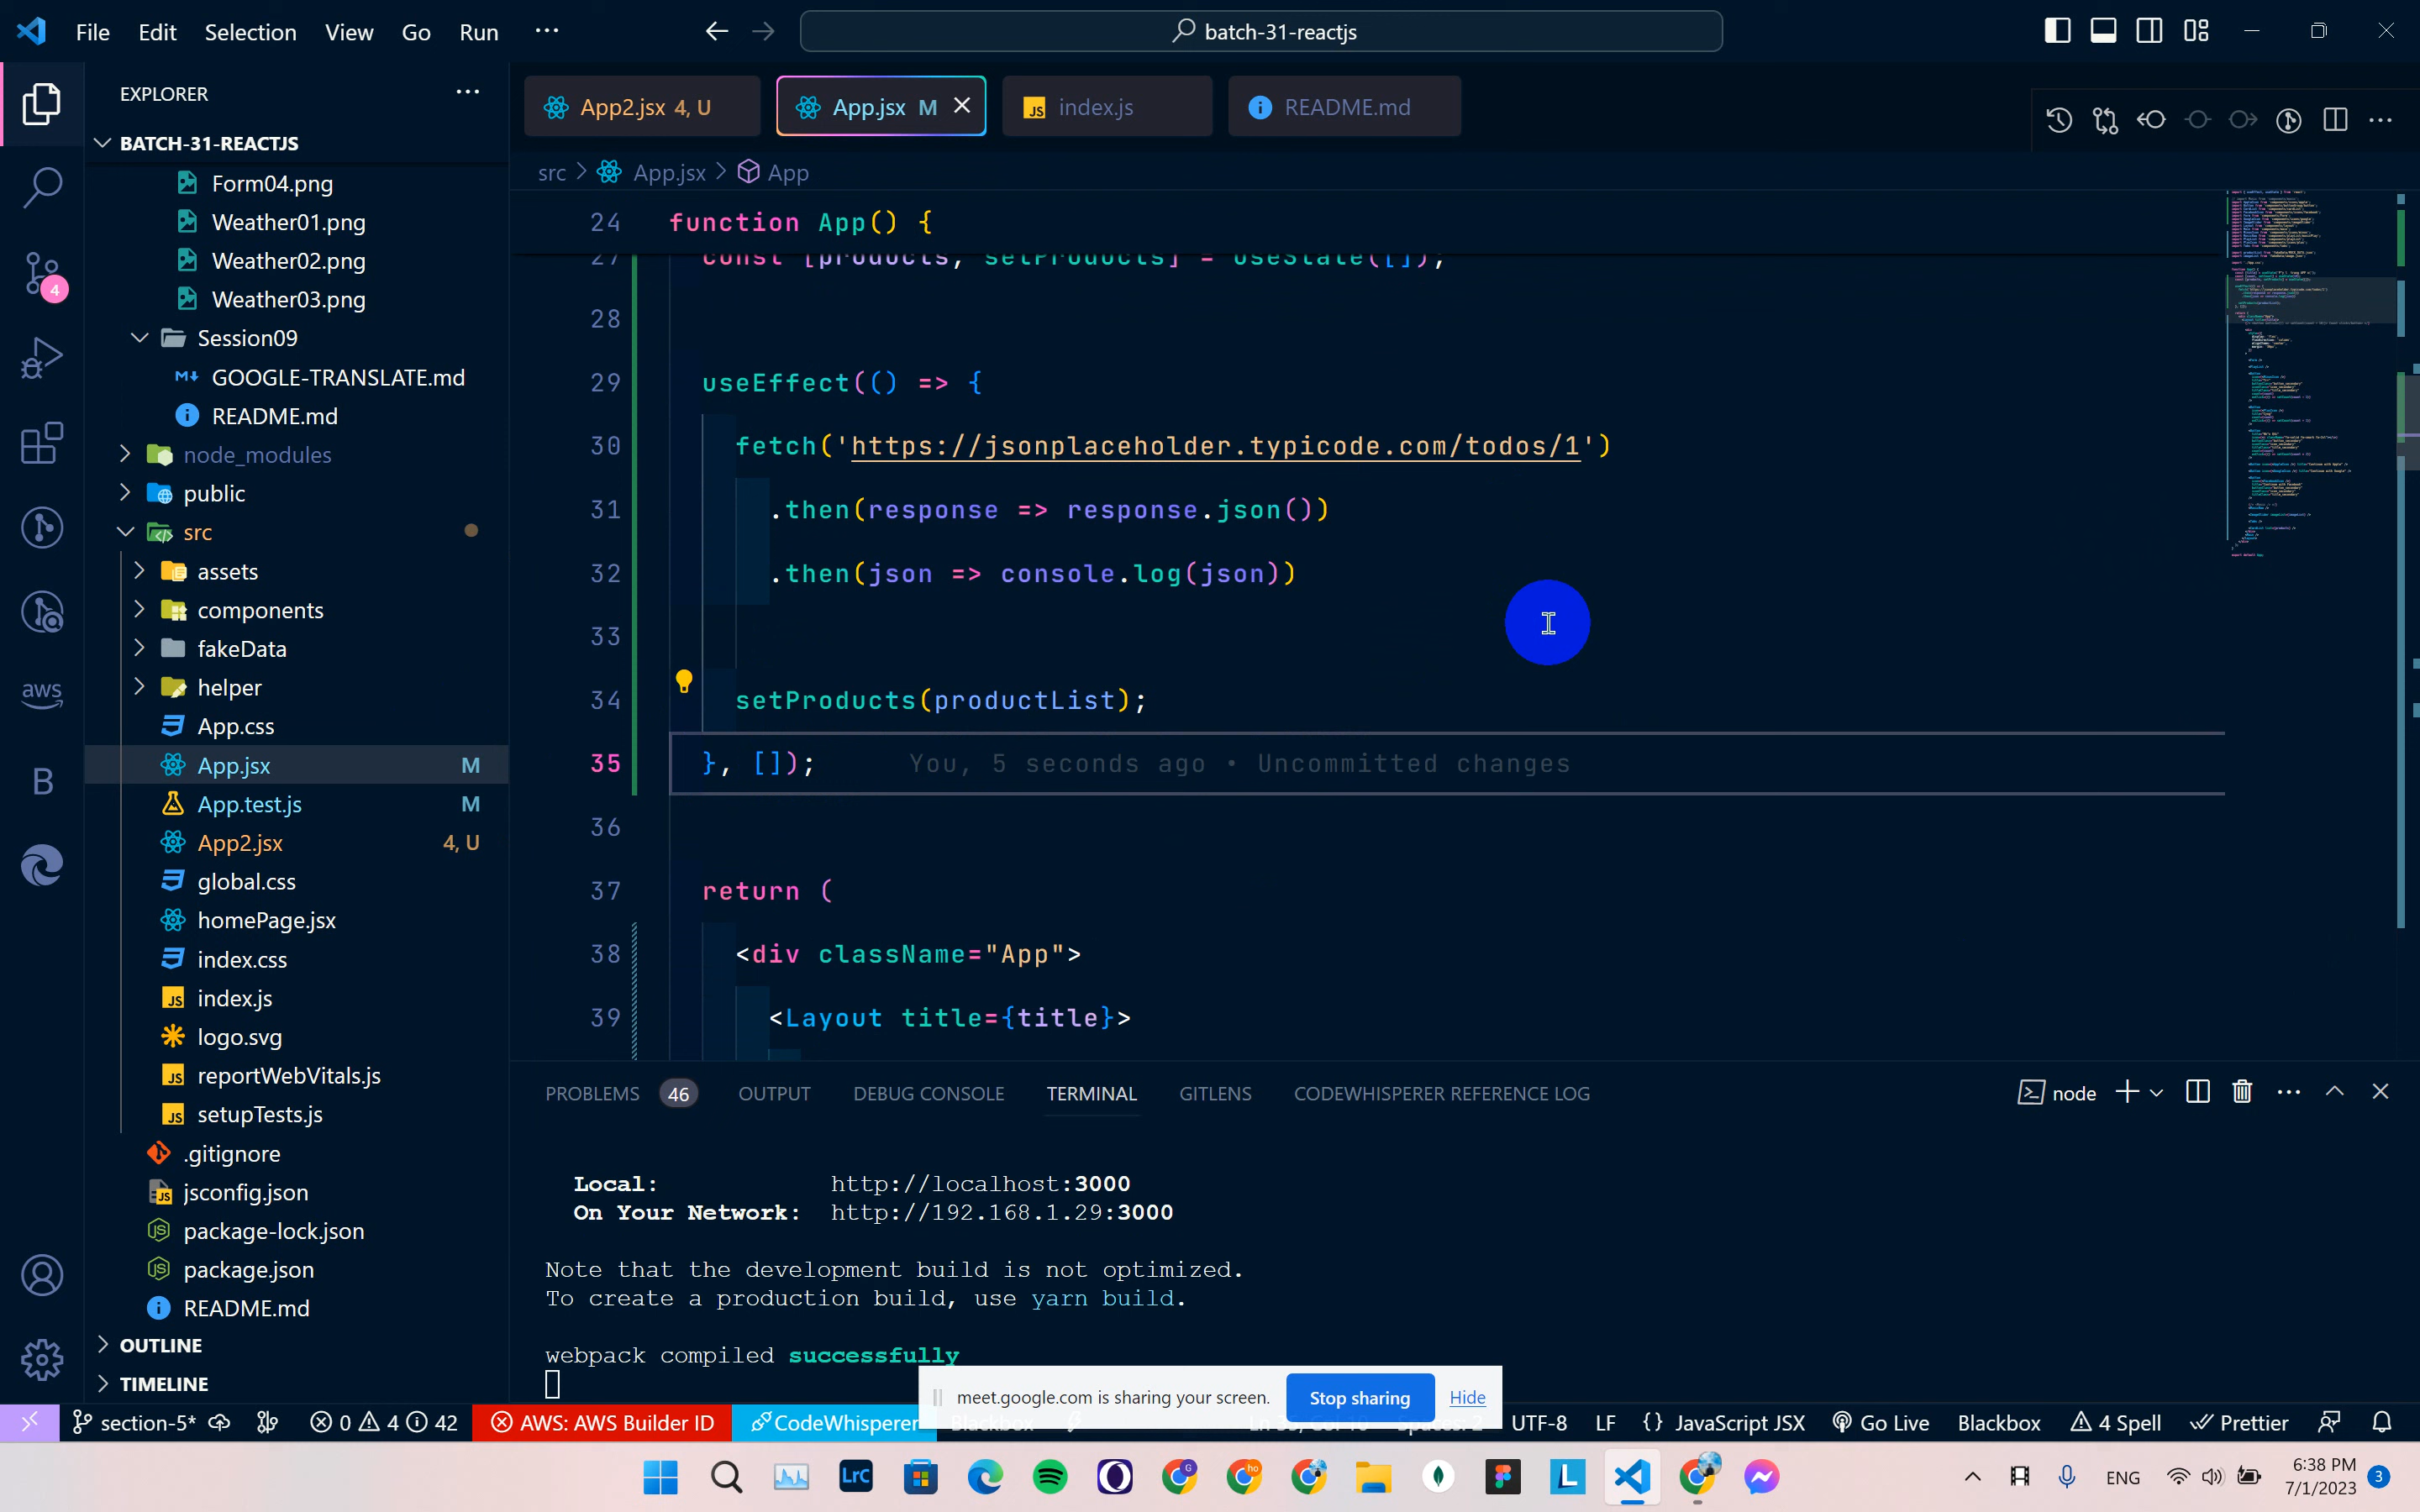 File Edit Selection View Go Run ···
batch-31-reactjs
EXPLORER ···
BATCH-31-REACTJS
Form04.png
Weather01.png
Weather02.png
Weather03.png
Session09
GOOGLE-TRANSLATE.md
README.md
node_modules
public
src
assets
components
fakeData
helper
App.css
App.jsx M
App.test.js M
App2.jsx 4, U
global.css
homePage.jsx
index.css
index.js
logo.svg
reportWebVitals.js
setupTests.js
.gitignore
jsconfig.json
package-lock.json
package.json
README.md
OUTLINE
TIMELINE
4
aws
B
App2.jsx 4, U
App.jsx M
index.js
README.md
src > App.jsx > App
24 function App() {
27 const [products, setProducts] = useState([]);
28
29 useEffect(() => {
30 fetch('https://jsonplaceholder.typicode.com/todos/1')
31 .then(response => response.json())
32 .then(json => console.log(json))
33
34 setProducts(productList);
35 }, []); You, 5 seconds ago • Uncommitted changes
36
37 return (
38 <div className="App">
39 <Layout title={title}>
PROBLEMS 46 OUTPUT DEBUG CONSOLE TERMINAL GITLENS CODEWHISPERER REFERENCE LOG
node
Local: http://localhost:3000
On Your Network: http://192.168.1.29:3000
Note that the development build is not optimized.
To create a production build, use yarn build.
webpack compiled successfully
meet.google.com is sharing your screen. Stop sharing Hide
section-5* 0 4 42 AWS: AWS Builder ID CodeWhisperer Blackbox UTF-8 LF {} JavaScript JSX Go Live Blackbox 4 Spell Prettier
LrC
ENG
6:38 PM
7/1/2023
3